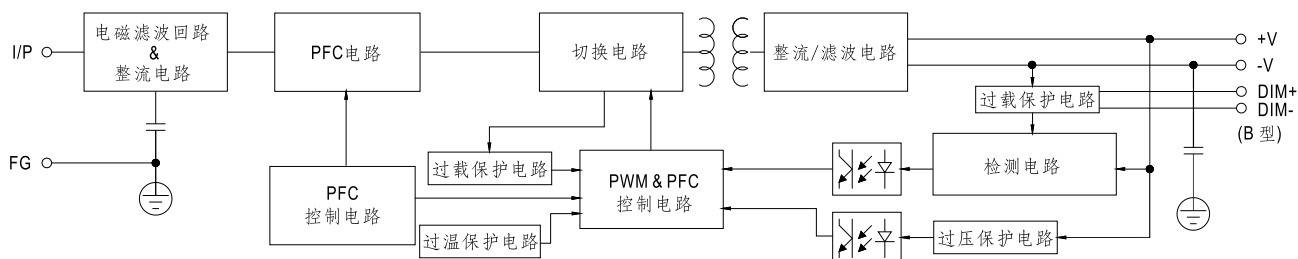 I/P
电磁滤波回路
&
整流电路
PFC电路
切换电路
整流/滤波电路
+V
-V
DIM+
DIM-
(B 型)
过载保护电路
检测电路
FG
过载保护电路
PFC
控制电路
过温保护电路
PWM & PFC
控制电路
过压保护电路